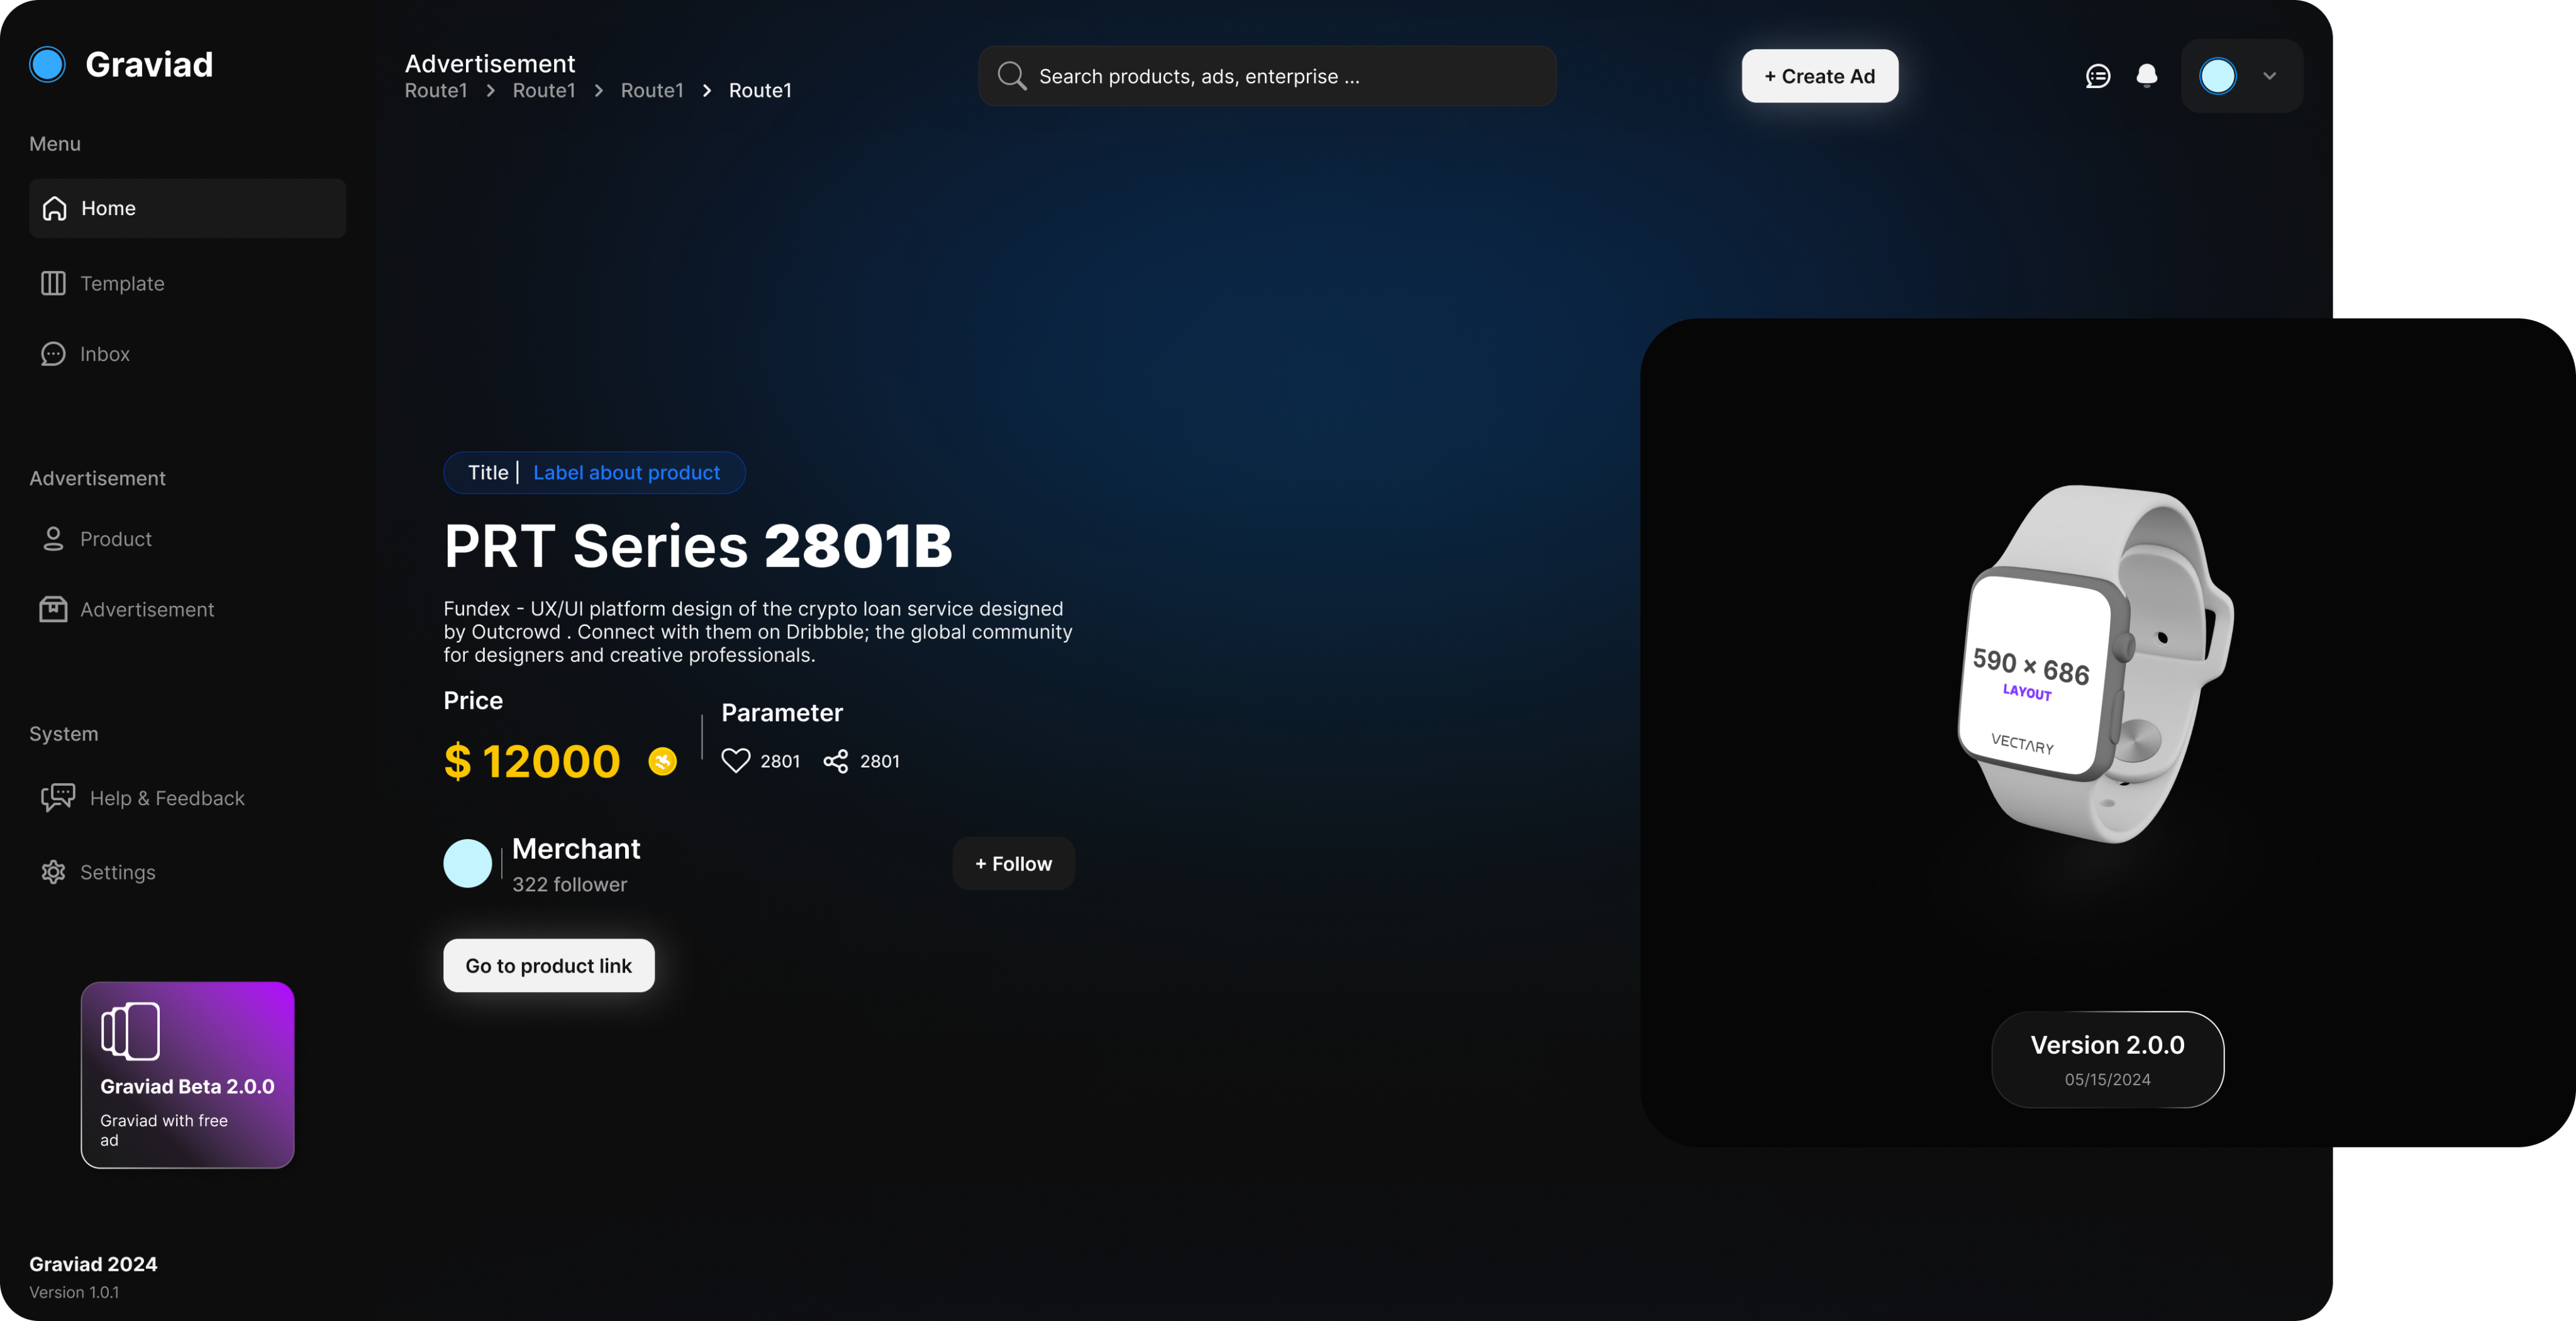 Graviad
Menu
Home
Template
Inbox
Advertisement
Product
Advertisement
System
Help & Feedback
Settings
Graviad Beta 2.0.0
Graviad with free
ad
Graviad 2024
Version 1.0.1
Advertisement
Route1 > Route1 > Route1 > Route1
Search products, ads, enterprise ...
+ Create Ad
Title | Label about product
PRT Series 2801B
Fundex - UX/UI platform design of the crypto loan service designed
by Outcrowd . Connect with them on Dribbble; the global community
for designers and creative professionals.
Price
$ 12000
Parameter
2801 2801
Merchant
322 follower
+ Follow
Go to product link
590 × 686
LAYOUT
VECTARY
Version 2.0.0
05/15/2024